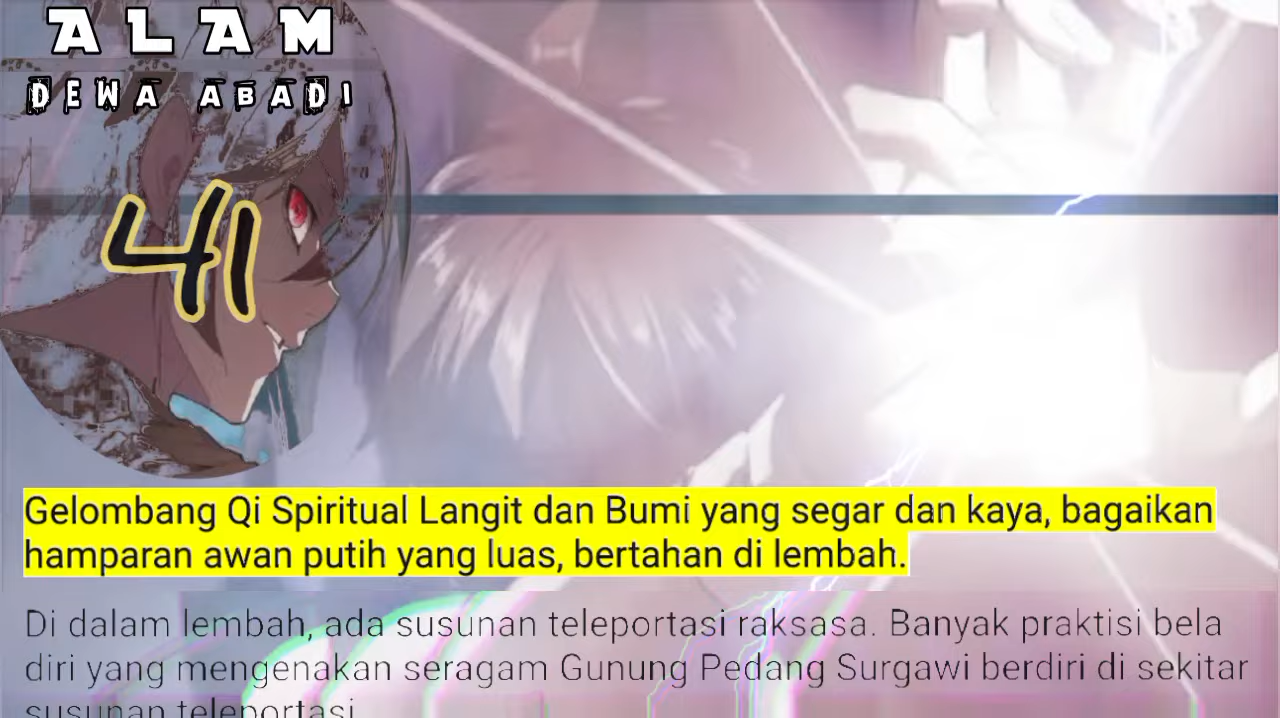 ALAM
DEWA ABADI
41
Gelombang Qi Spiritual Langit dan Bumi yang segar dan kaya, bagaikan
hamparan awan putih yang luas, bertahan di lembah.
Di dalam lembah, ada susunan teleportasi raksasa. Banyak praktisi bela
diri yang mengenakan seragam Gunung Pedang Surgawi berdiri di sekitar
susunan teleportasi.